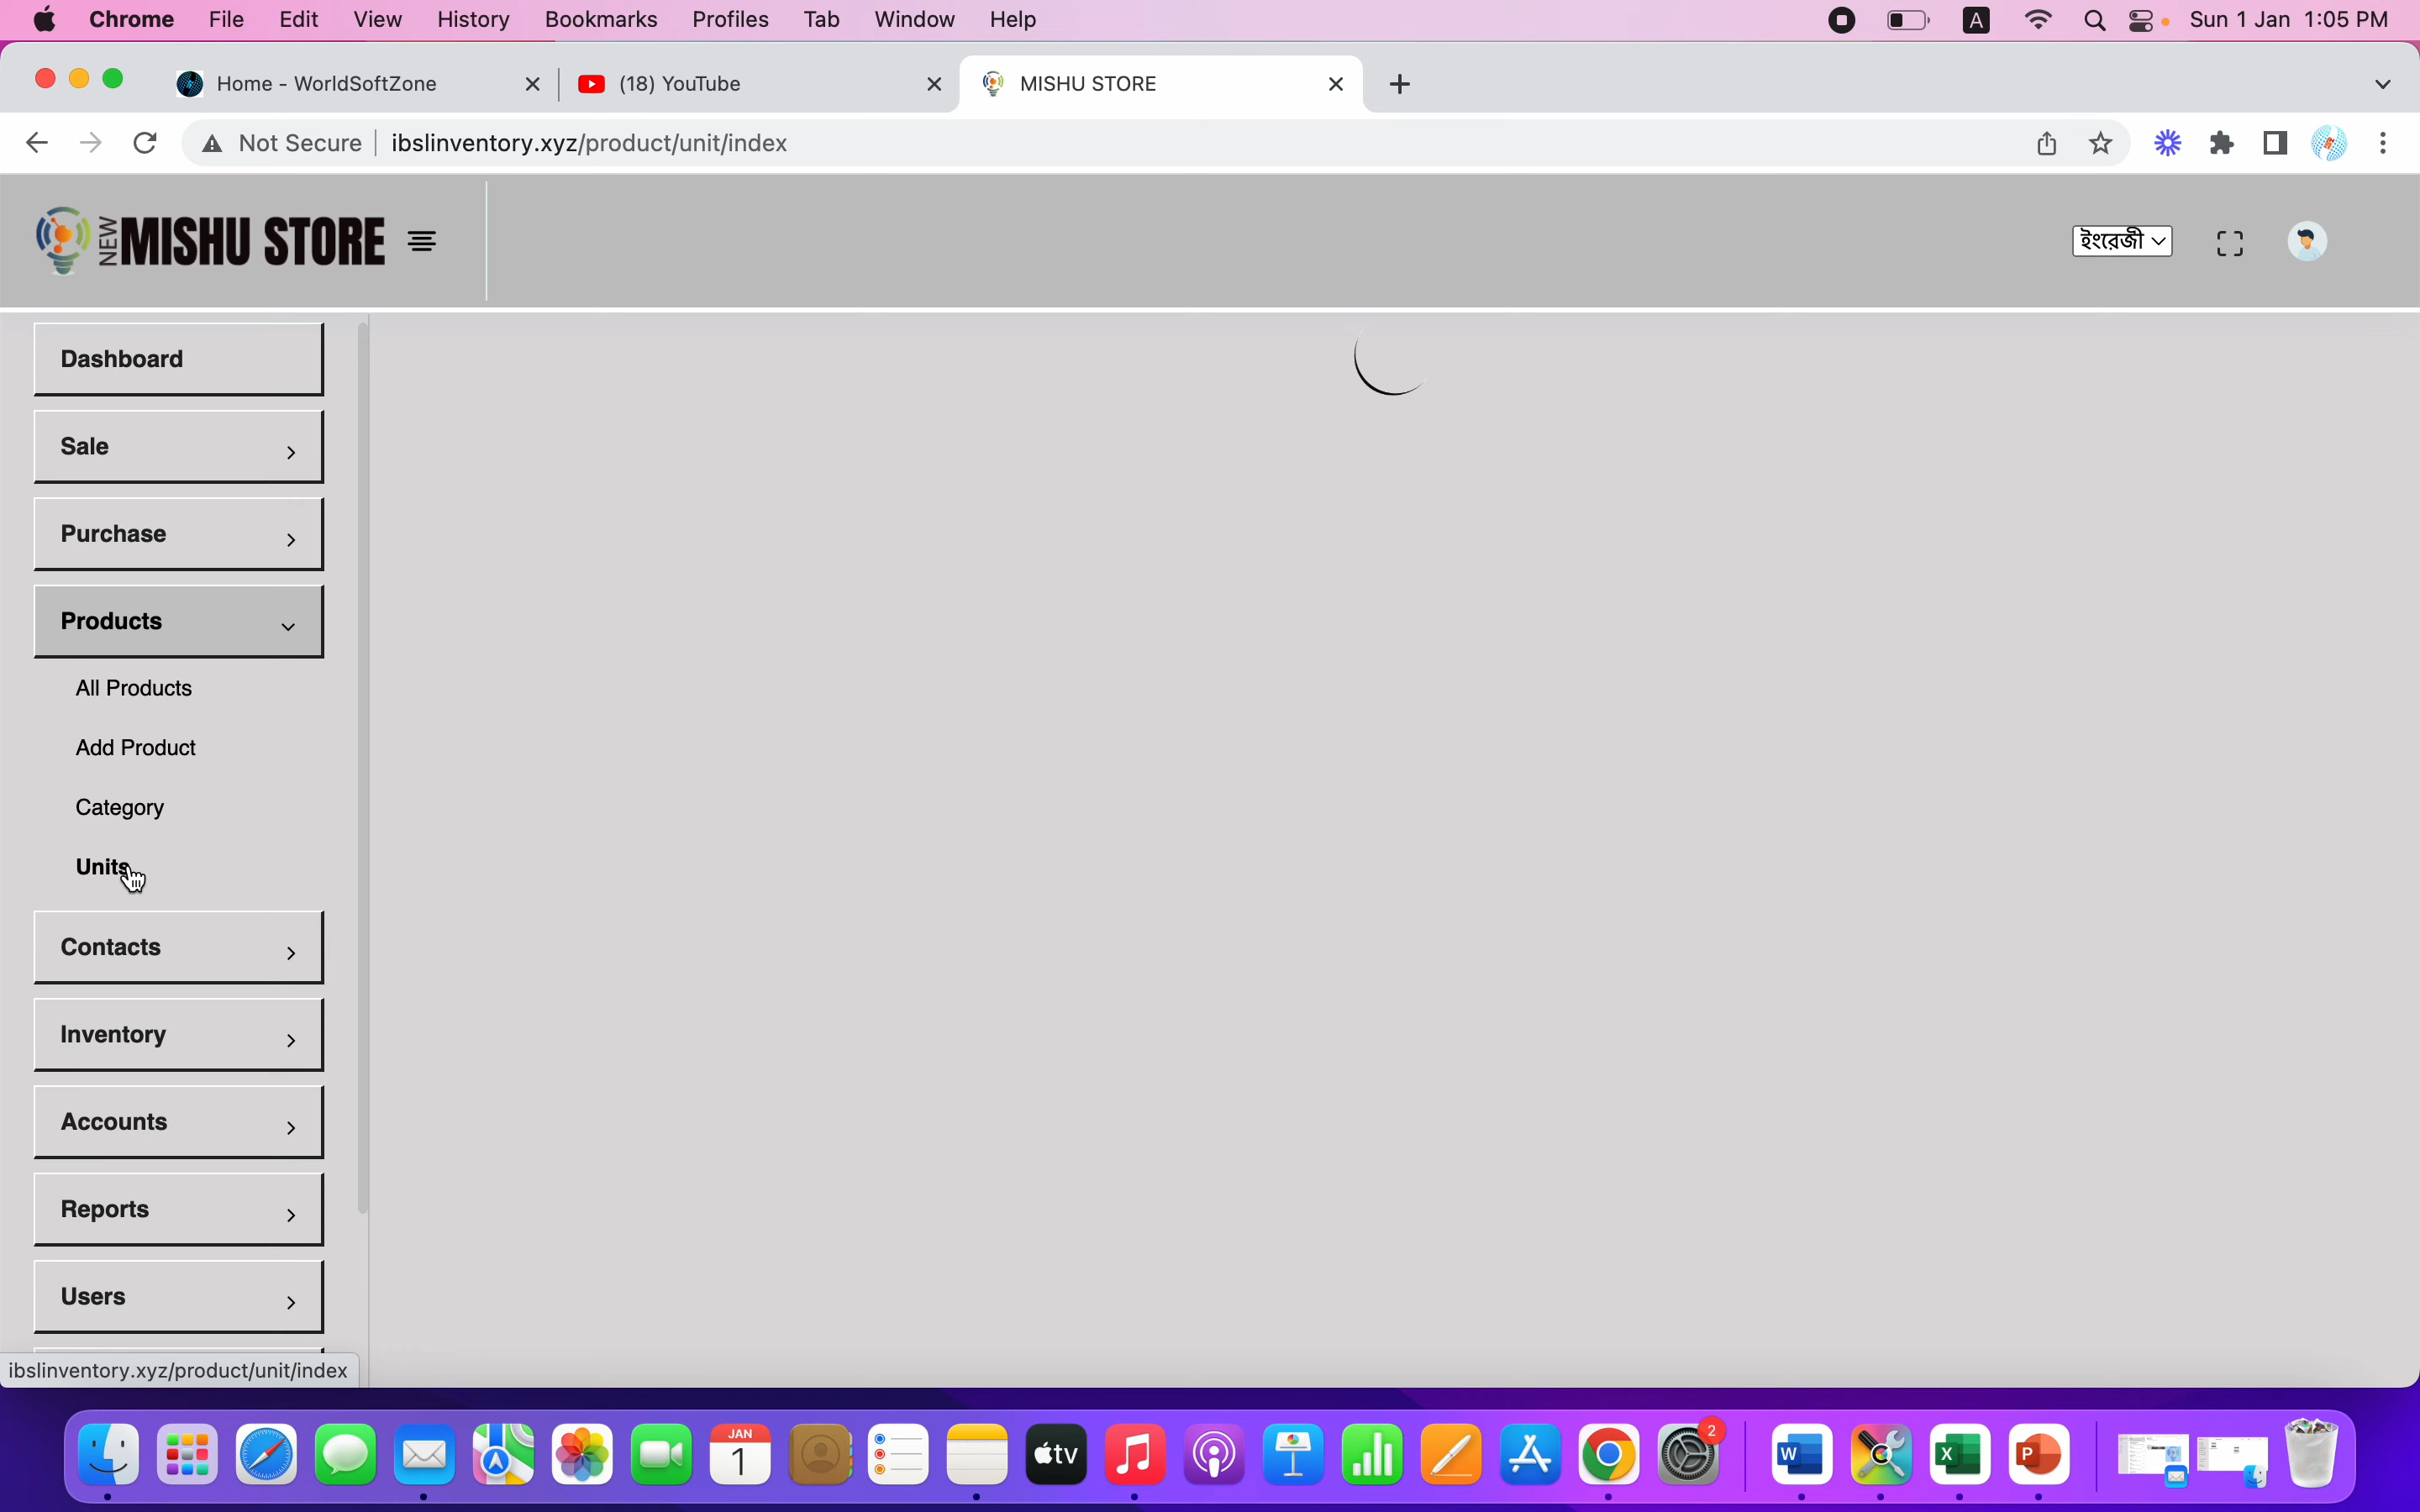 Chrome File Edit View History Bookmarks Profiles Tab Window Help A Sun 1 Jan 1:05 PM
Home - WorldSoftZone (18) YouTube MISHU STORE
Not Secure ibslinventory.xyz/product/unit/index
NEW MISHU STORE ইংরেজী
Dashboard
Sale
Purchase
Products
All Products
Add Product
Category
Units
Contacts
Inventory
Accounts
Reports
Users
ibslinventory.xyz/product/unit/index
JAN
1
tv
2
W
X
P